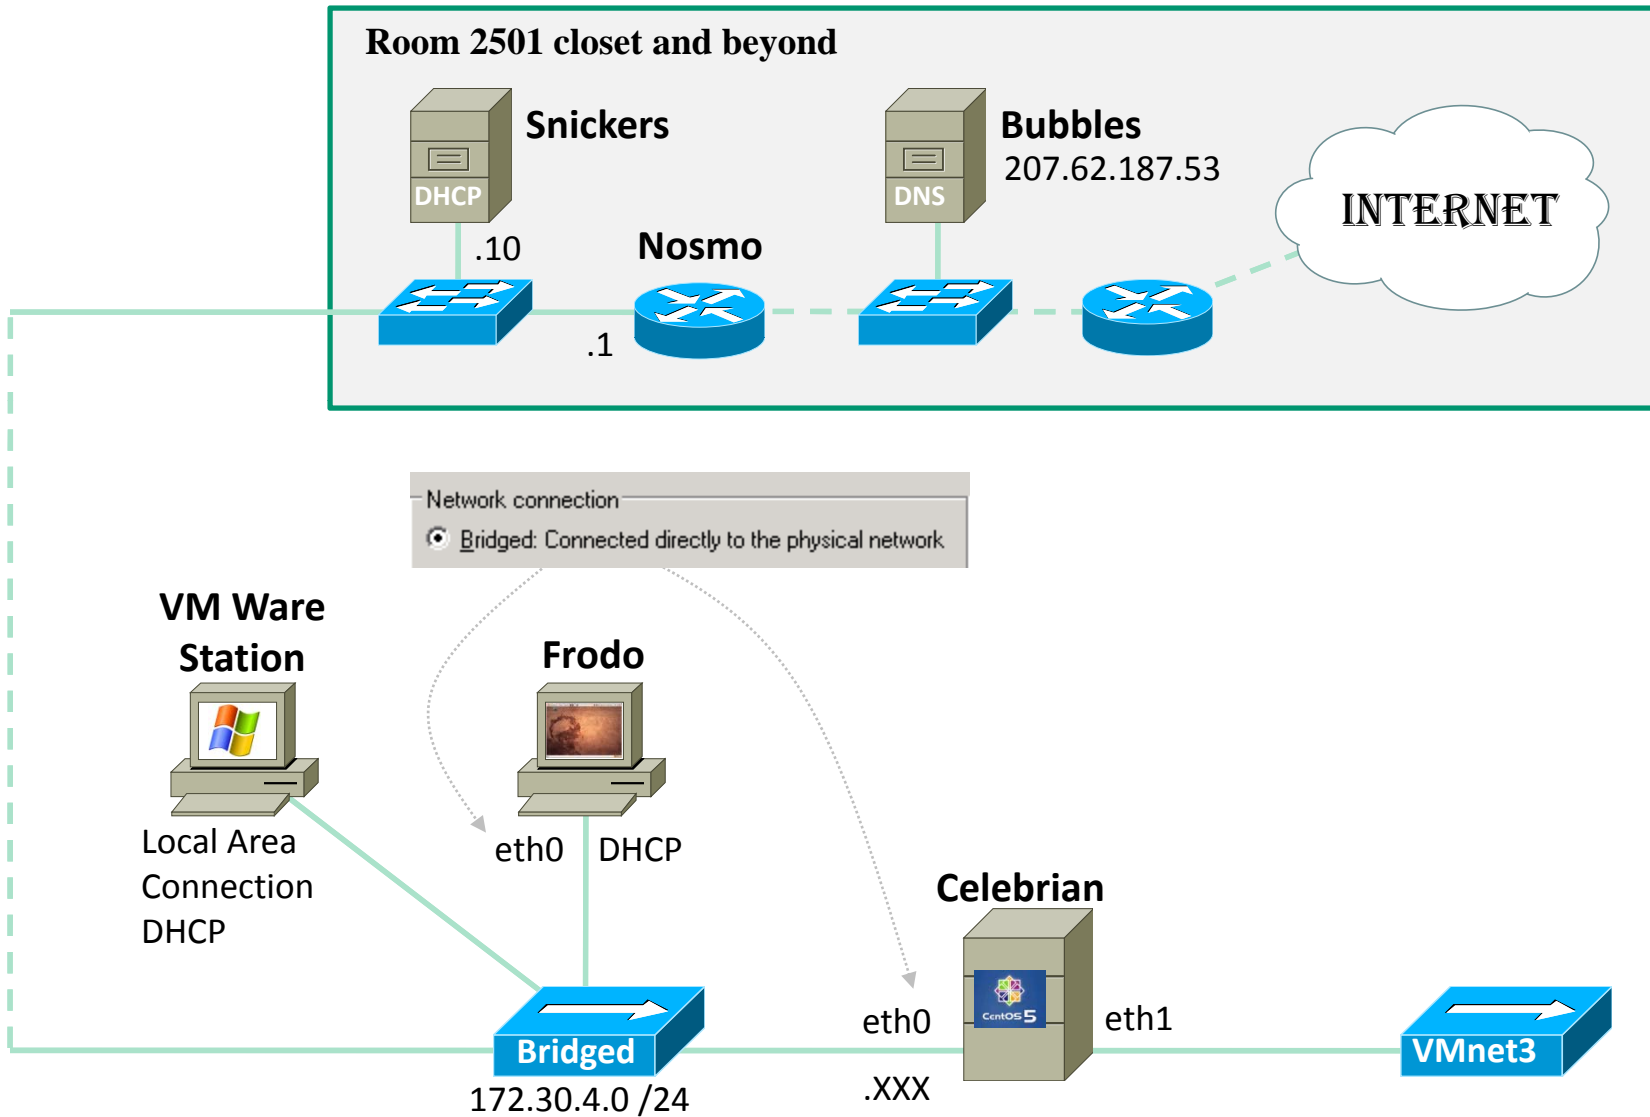 Room 2501 closet and beyond
Snickers
DHCP
.10
Nosmo
.1
Bubbles
207.62.187.53
DNS
INTERNET
Network connection
Bridged: Connected directly to the physical network
VM Ware
Station
Local Area
Connection
DHCP
Frodo
eth0 DHCP
Celebrian
CentOS 5
eth0
.XXX
eth1
Bridged
172.30.4.0 /24
VMnet3